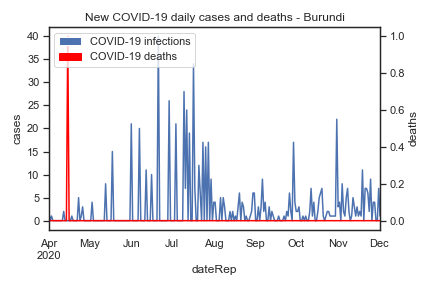 New COVID-19 daily cases and deaths - Burundi
COVID-19 infections
COVID-19 deaths
cases
40
35
30
25
20
15
10
5
0
1.0
0.8
0.6
0.4
0.2
0.0
deaths
Apr May Jun Jul Aug Sep Oct Nov Dec
2020
dateRep